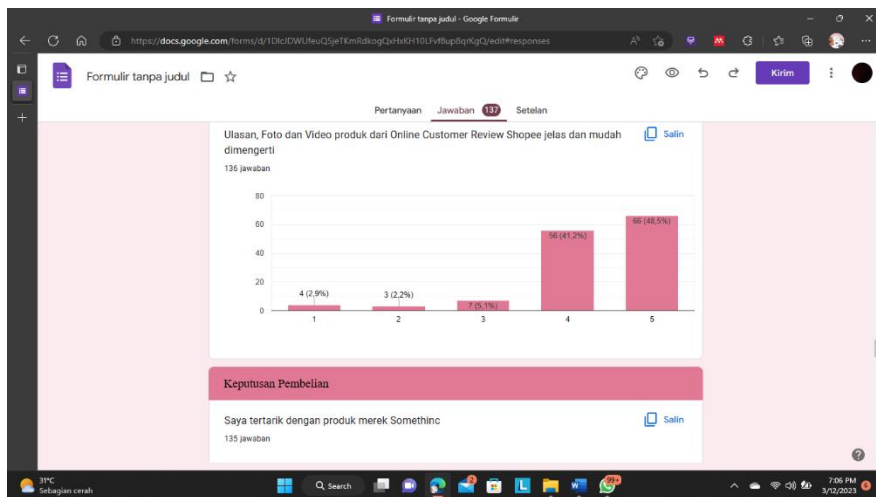 Formulir tanpa judul - Google Formulir
https://docs.google.com/forms/d/1DlcJDWUfeuQ5jeTKmRdkogQxHxKH10LFvf8up8qrKgQ/edit#responses
Formulir tanpa judul
Kirim
Pertanyaan Jawaban 137 Setelan
Ulasan, Foto dan Video produk dari Online Customer Review Shopee jelas dan mudah
dimengerti
Salin
136 jawaban
80
60
40
20
0
4 (2,9%)
3 (2,2%)
7 (5,1%)
56 (41,2%)
66 (48,5%)
1 2 3 4 5
Keputusan Pembelian
Saya tertarik dengan produk merek Somethinc
Salin
135 jawaban
31°C
Sebagian cerah
Search
99+
7:06 PM
3/12/2023
6